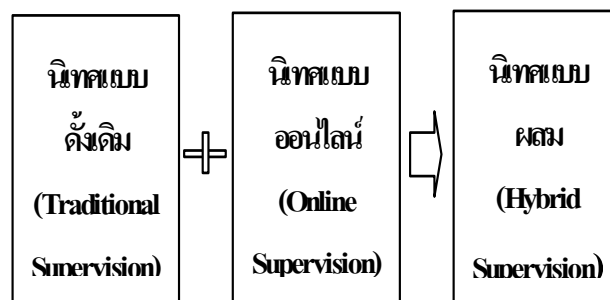 นิเทศแบบ
ดั้งเดิม
(Traditional
Supervision)
นิเทศแบบ
ออนไลน์
(Online
Supervision)
นิเทศแบบ
ผสม
(Hybrid
Supervision)